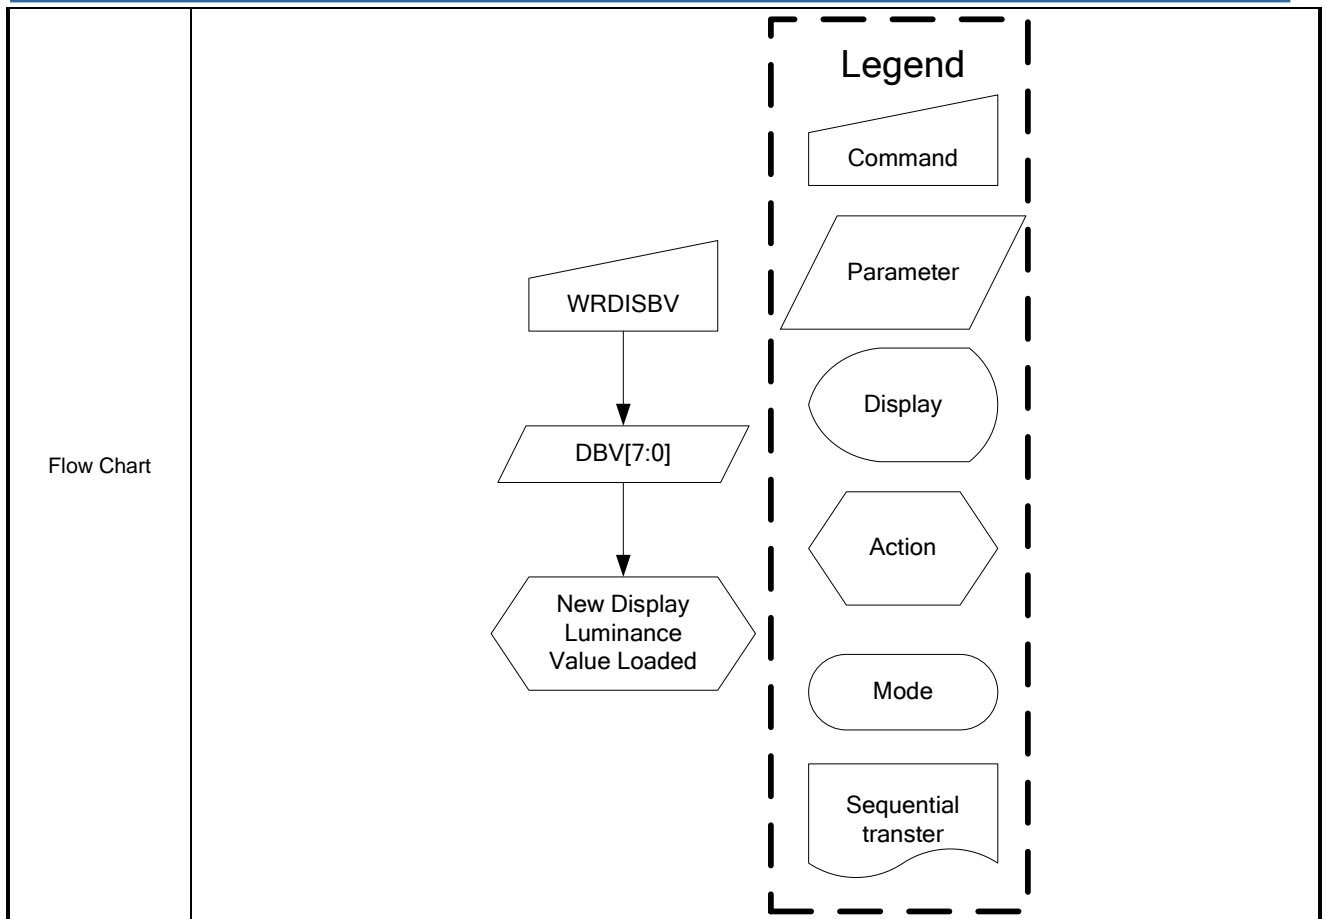 Flow Chart
WRDISBV
DBV[7:0]
New Display
Luminance
Value Loaded
Legend
Command
Parameter
Display
Action
Mode
Sequential
transter